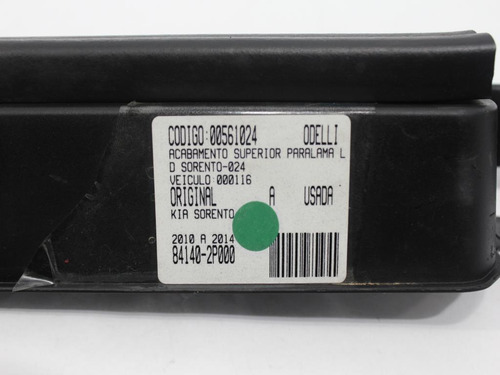 CODIGO:00561024 ODELLI
ACABAMENTO SUPERIOR PARALAMA L
D SORENTO-024
VEICULO:000116
ORIGINAL A USADA
KIA SORENTO
2010 A 2014
84140-2P000